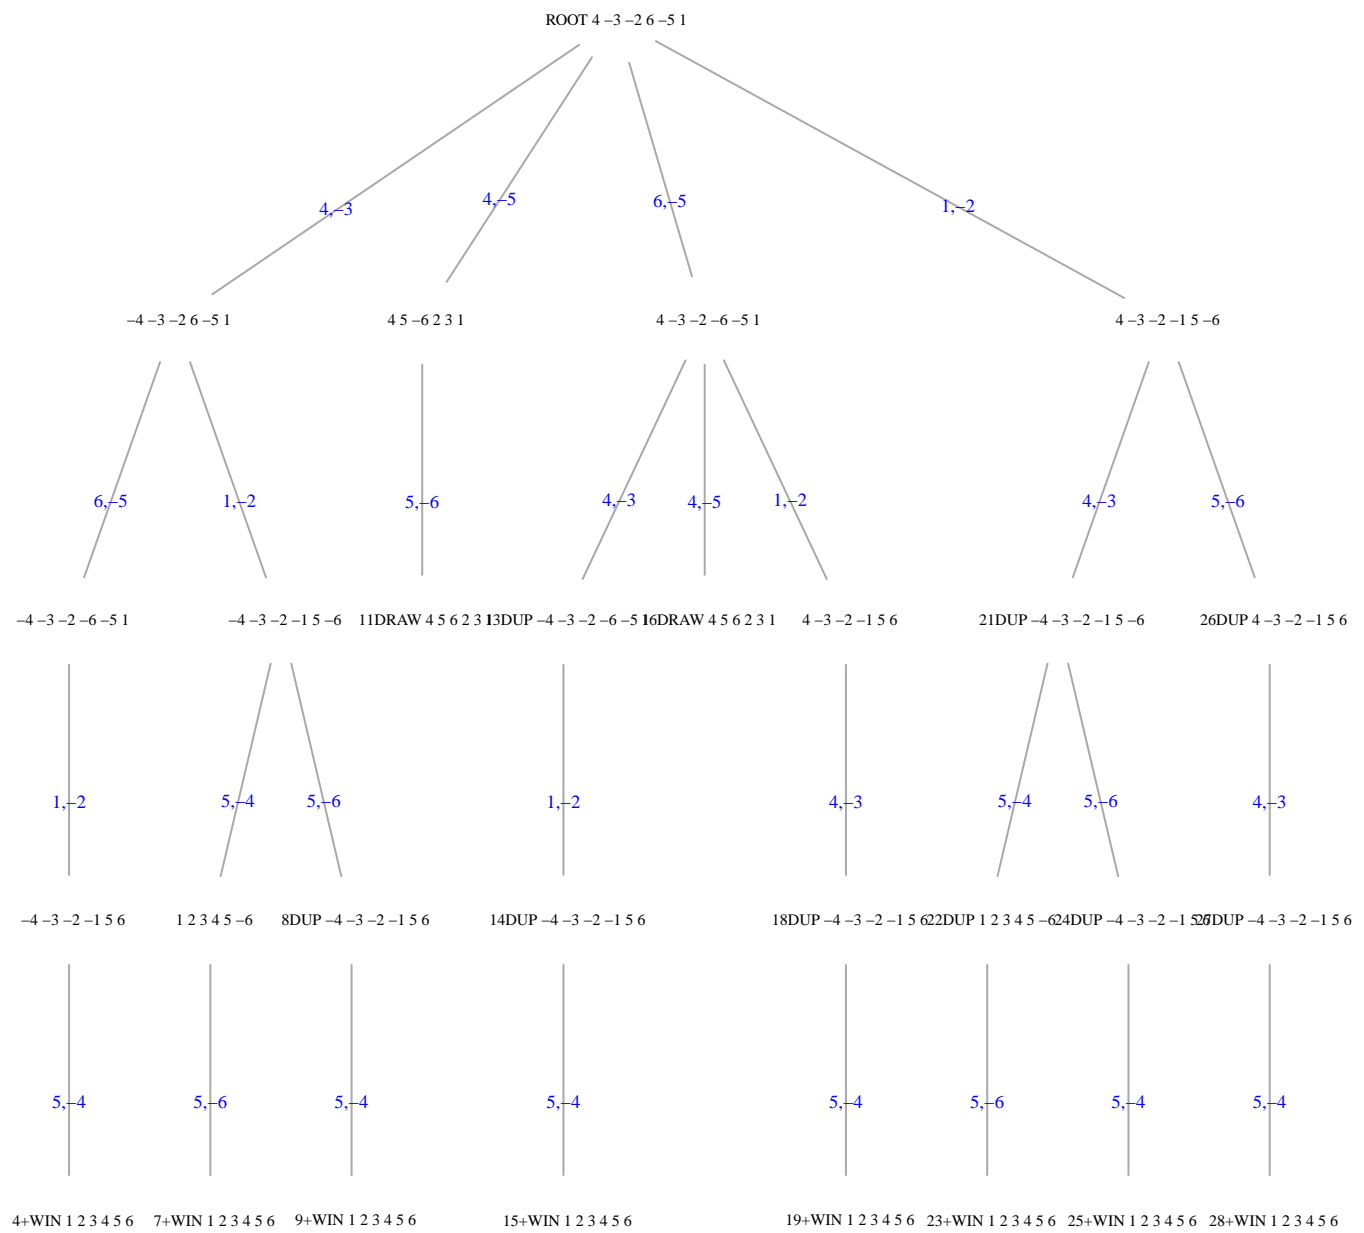 ROOT 4 −3 −2 6 −5 1
4,−3
4,−5
6,−5
1,−2
−4 −3 −2 6 −5 1
4 5 −6 2 3 1
4 −3 −2 −6 −5 1
4 −3 −2 −1 5 −6
6,−5
1,−2
5,−6
4,−3
4,−5
1,−2
4,−3
5,−6
−4 −3 −2 −6 −5 1
−4 −3 −2 −1 5 −6
11DRAW 4 5 6 2 3 1
13DUP −4 −3 −2 −6 −5 1
16DRAW 4 5 6 2 3 1
4 −3 −2 −1 5 6
21DUP −4 −3 −2 −1 5 −6
26DUP 4 −3 −2 −1 5 6
1,−2
5,−4
5,−6
1,−2
4,−3
5,−4
5,−6
4,−3
−4 −3 −2 −1 5 6
1 2 3 4 5 −6
8DUP −4 −3 −2 −1 5 6
14DUP −4 −3 −2 −1 5 6
18DUP −4 −3 −2 −1 5 6
22DUP 1 2 3 4 5 −6
24DUP −4 −3 −2 −1 5 6
27DUP −4 −3 −2 −1 5 6
5,−4
5,−6
5,−4
5,−4
5,−4
5,−6
5,−4
5,−4
4+WIN 1 2 3 4 5 6
7+WIN 1 2 3 4 5 6
9+WIN 1 2 3 4 5 6
15+WIN 1 2 3 4 5 6
19+WIN 1 2 3 4 5 6
23+WIN 1 2 3 4 5 6
25+WIN 1 2 3 4 5 6
28+WIN 1 2 3 4 5 6